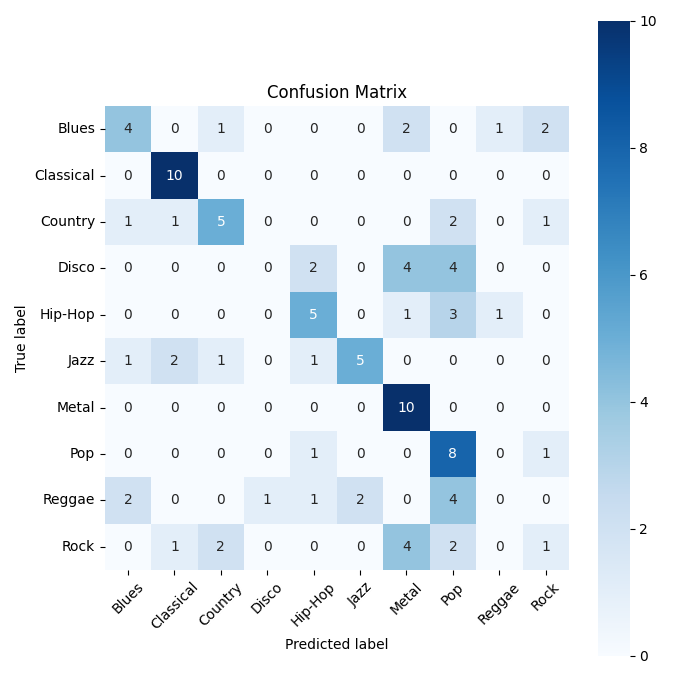 Confusion Matrix
Blues 4 0 1 0 0 0 2 0 1 2
Classical 0 10 0 0 0 0 0 0 0 0
Country 1 1 5 0 0 0 0 2 0 1
Disco 0 0 0 0 2 0 4 4 0 0
Hip-Hop 0 0 0 0 5 0 1 3 1 0
Jazz 1 2 1 0 1 5 0 0 0 0
Metal 0 0 0 0 0 0 10 0 0 0
Pop 0 0 0 0 1 0 0 8 0 1
Reggae 2 0 0 1 1 2 0 4 0 0
Rock 0 1 2 0 0 0 4 2 0 1
Blues Classical Country Disco Hip-Hop Jazz Metal Pop Reggae Rock
Predicted label
True label
10
8
6
4
2
0